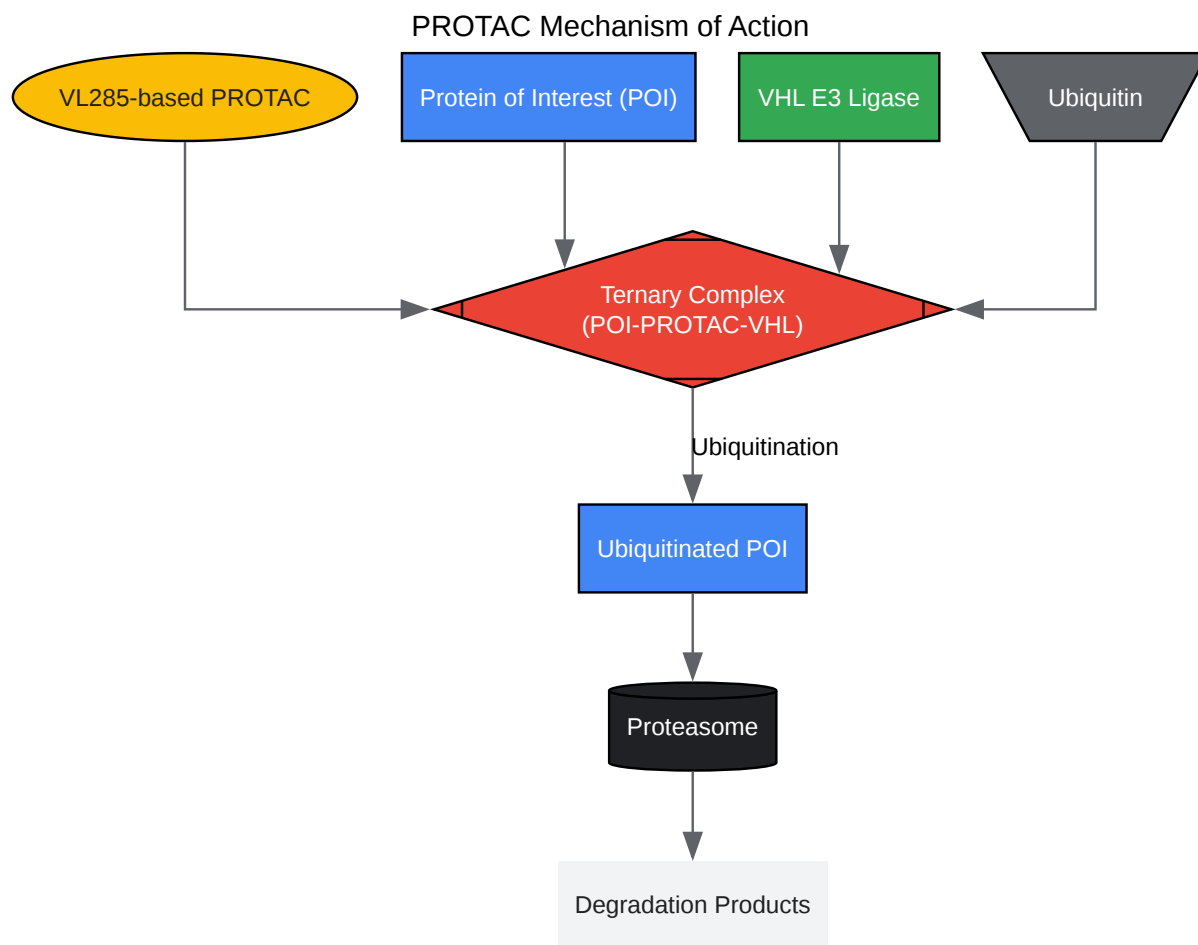 PROTAC Mechanism of Action
VL285-based PROTAC
Protein of Interest (POI)
VHL E3 Ligase
Ubiquitin
Ternary Complex
(POI-PROTAC-VHL)
Ubiquitination
Ubiquitinated POI
Proteasome
Degradation Products